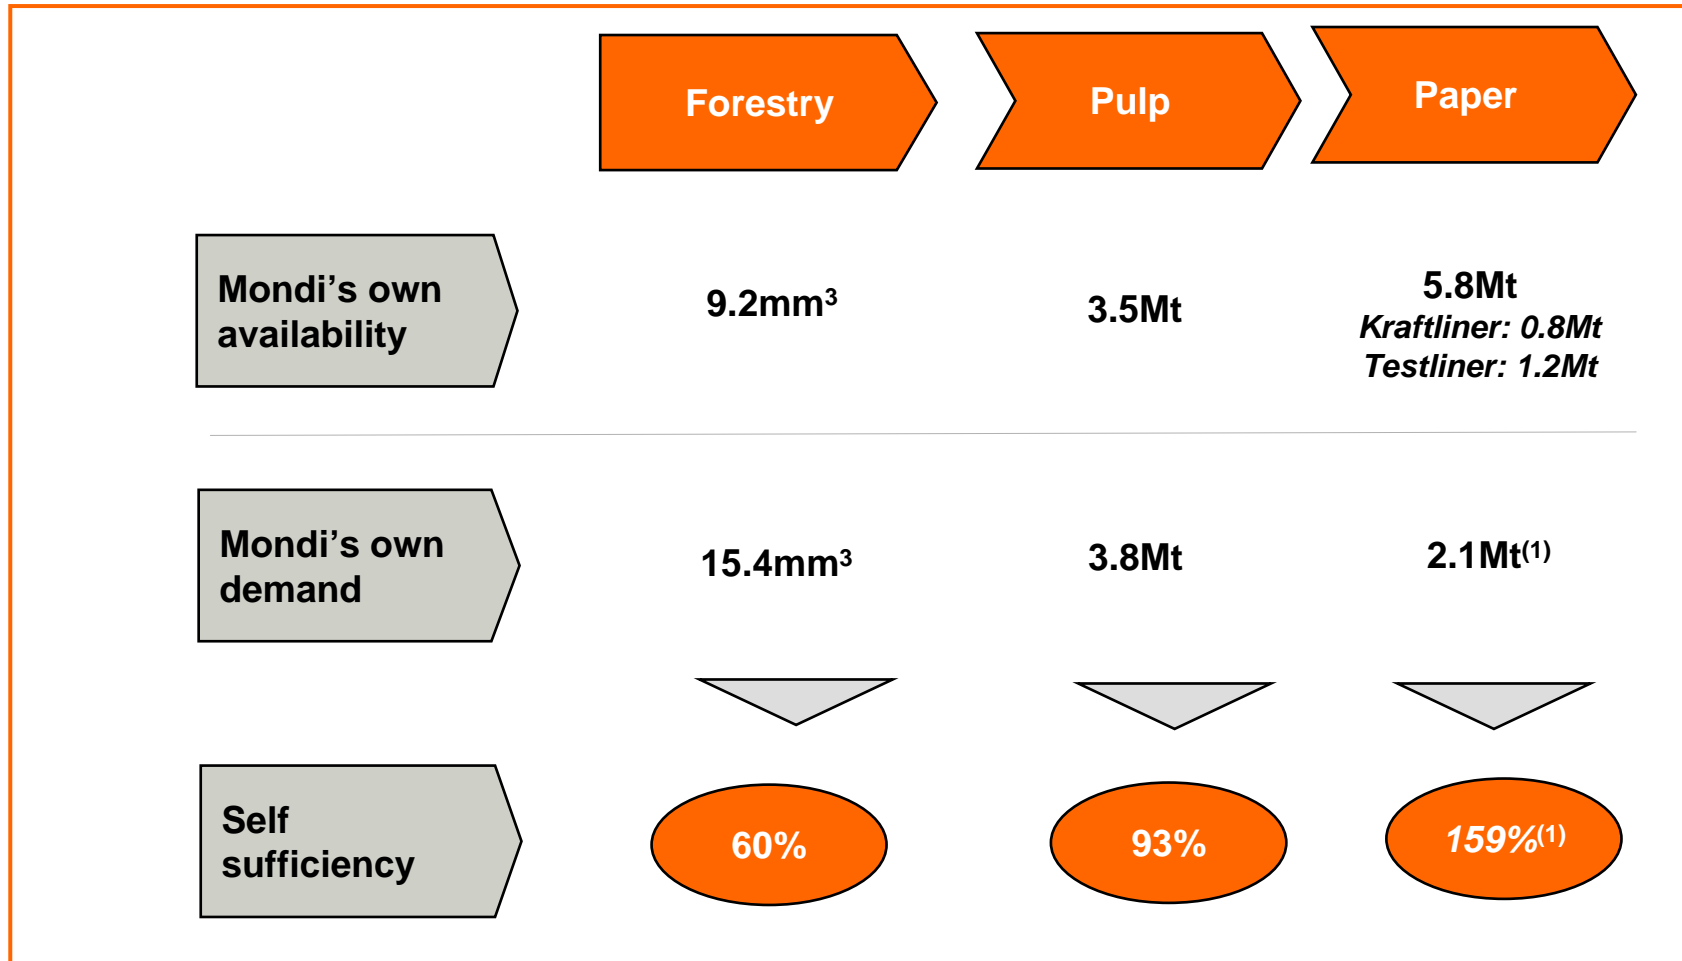 Forestry
Pulp
Paper
Mondi’s own
availability
9.2mm³
3.5Mt
5.8Mt
Kraftliner: 0.8Mt
Testliner: 1.2Mt
Mondi’s own
demand
15.4mm³
3.8Mt
2.1Mt⁽¹⁾
Self
sufficiency
60%
93%
159%⁽¹⁾